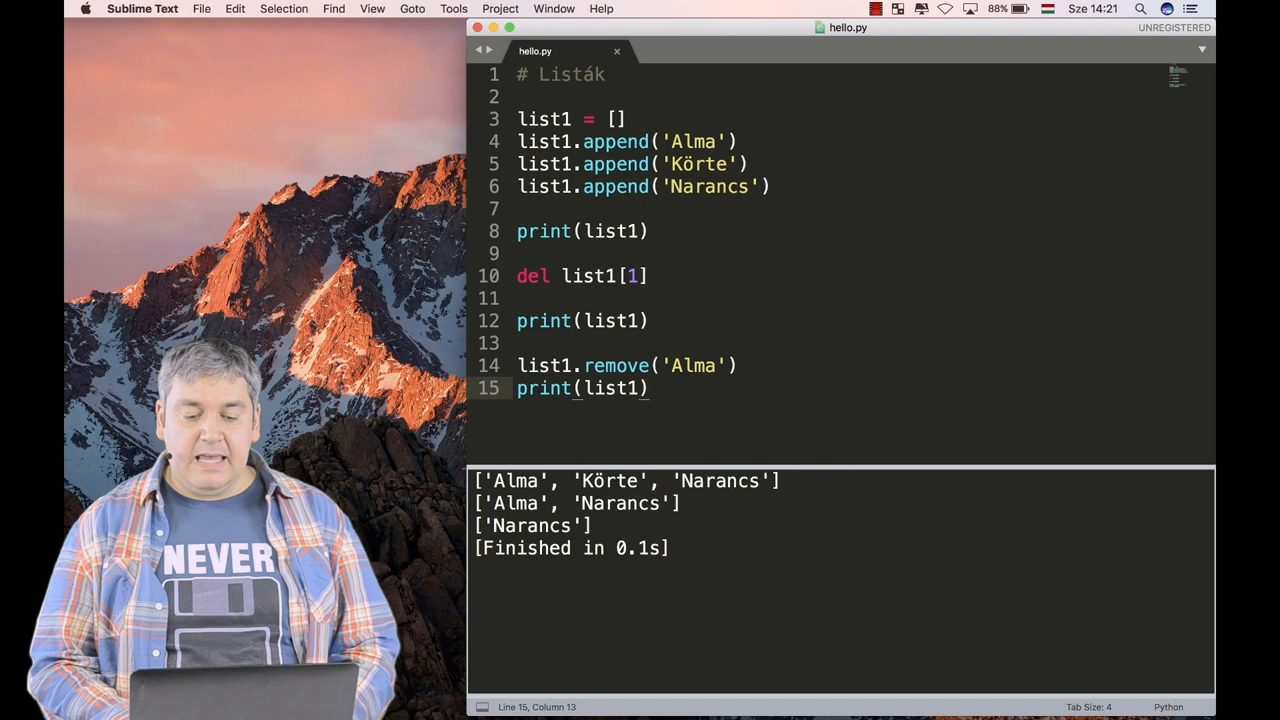 Sublime Text File Edit Selection Find View Goto Tools Project Window Help 88% Sze 14:21
hello.py UNREGISTERED
hello.py ×
1 # Listák
2
3 list1 = []
4 list1.append('Alma')
5 list1.append('Körte')
6 list1.append('Narancs')
7
8 print(list1)
9
10 del list1[1]
11
12 print(list1)
13
14 list1.remove('Alma')
15 print(list1)
['Alma', 'Körte', 'Narancs']
['Alma', 'Narancs']
['Narancs']
[Finished in 0.1s]
NEVER
Line 15, Column 13 Tab Size: 4 Python